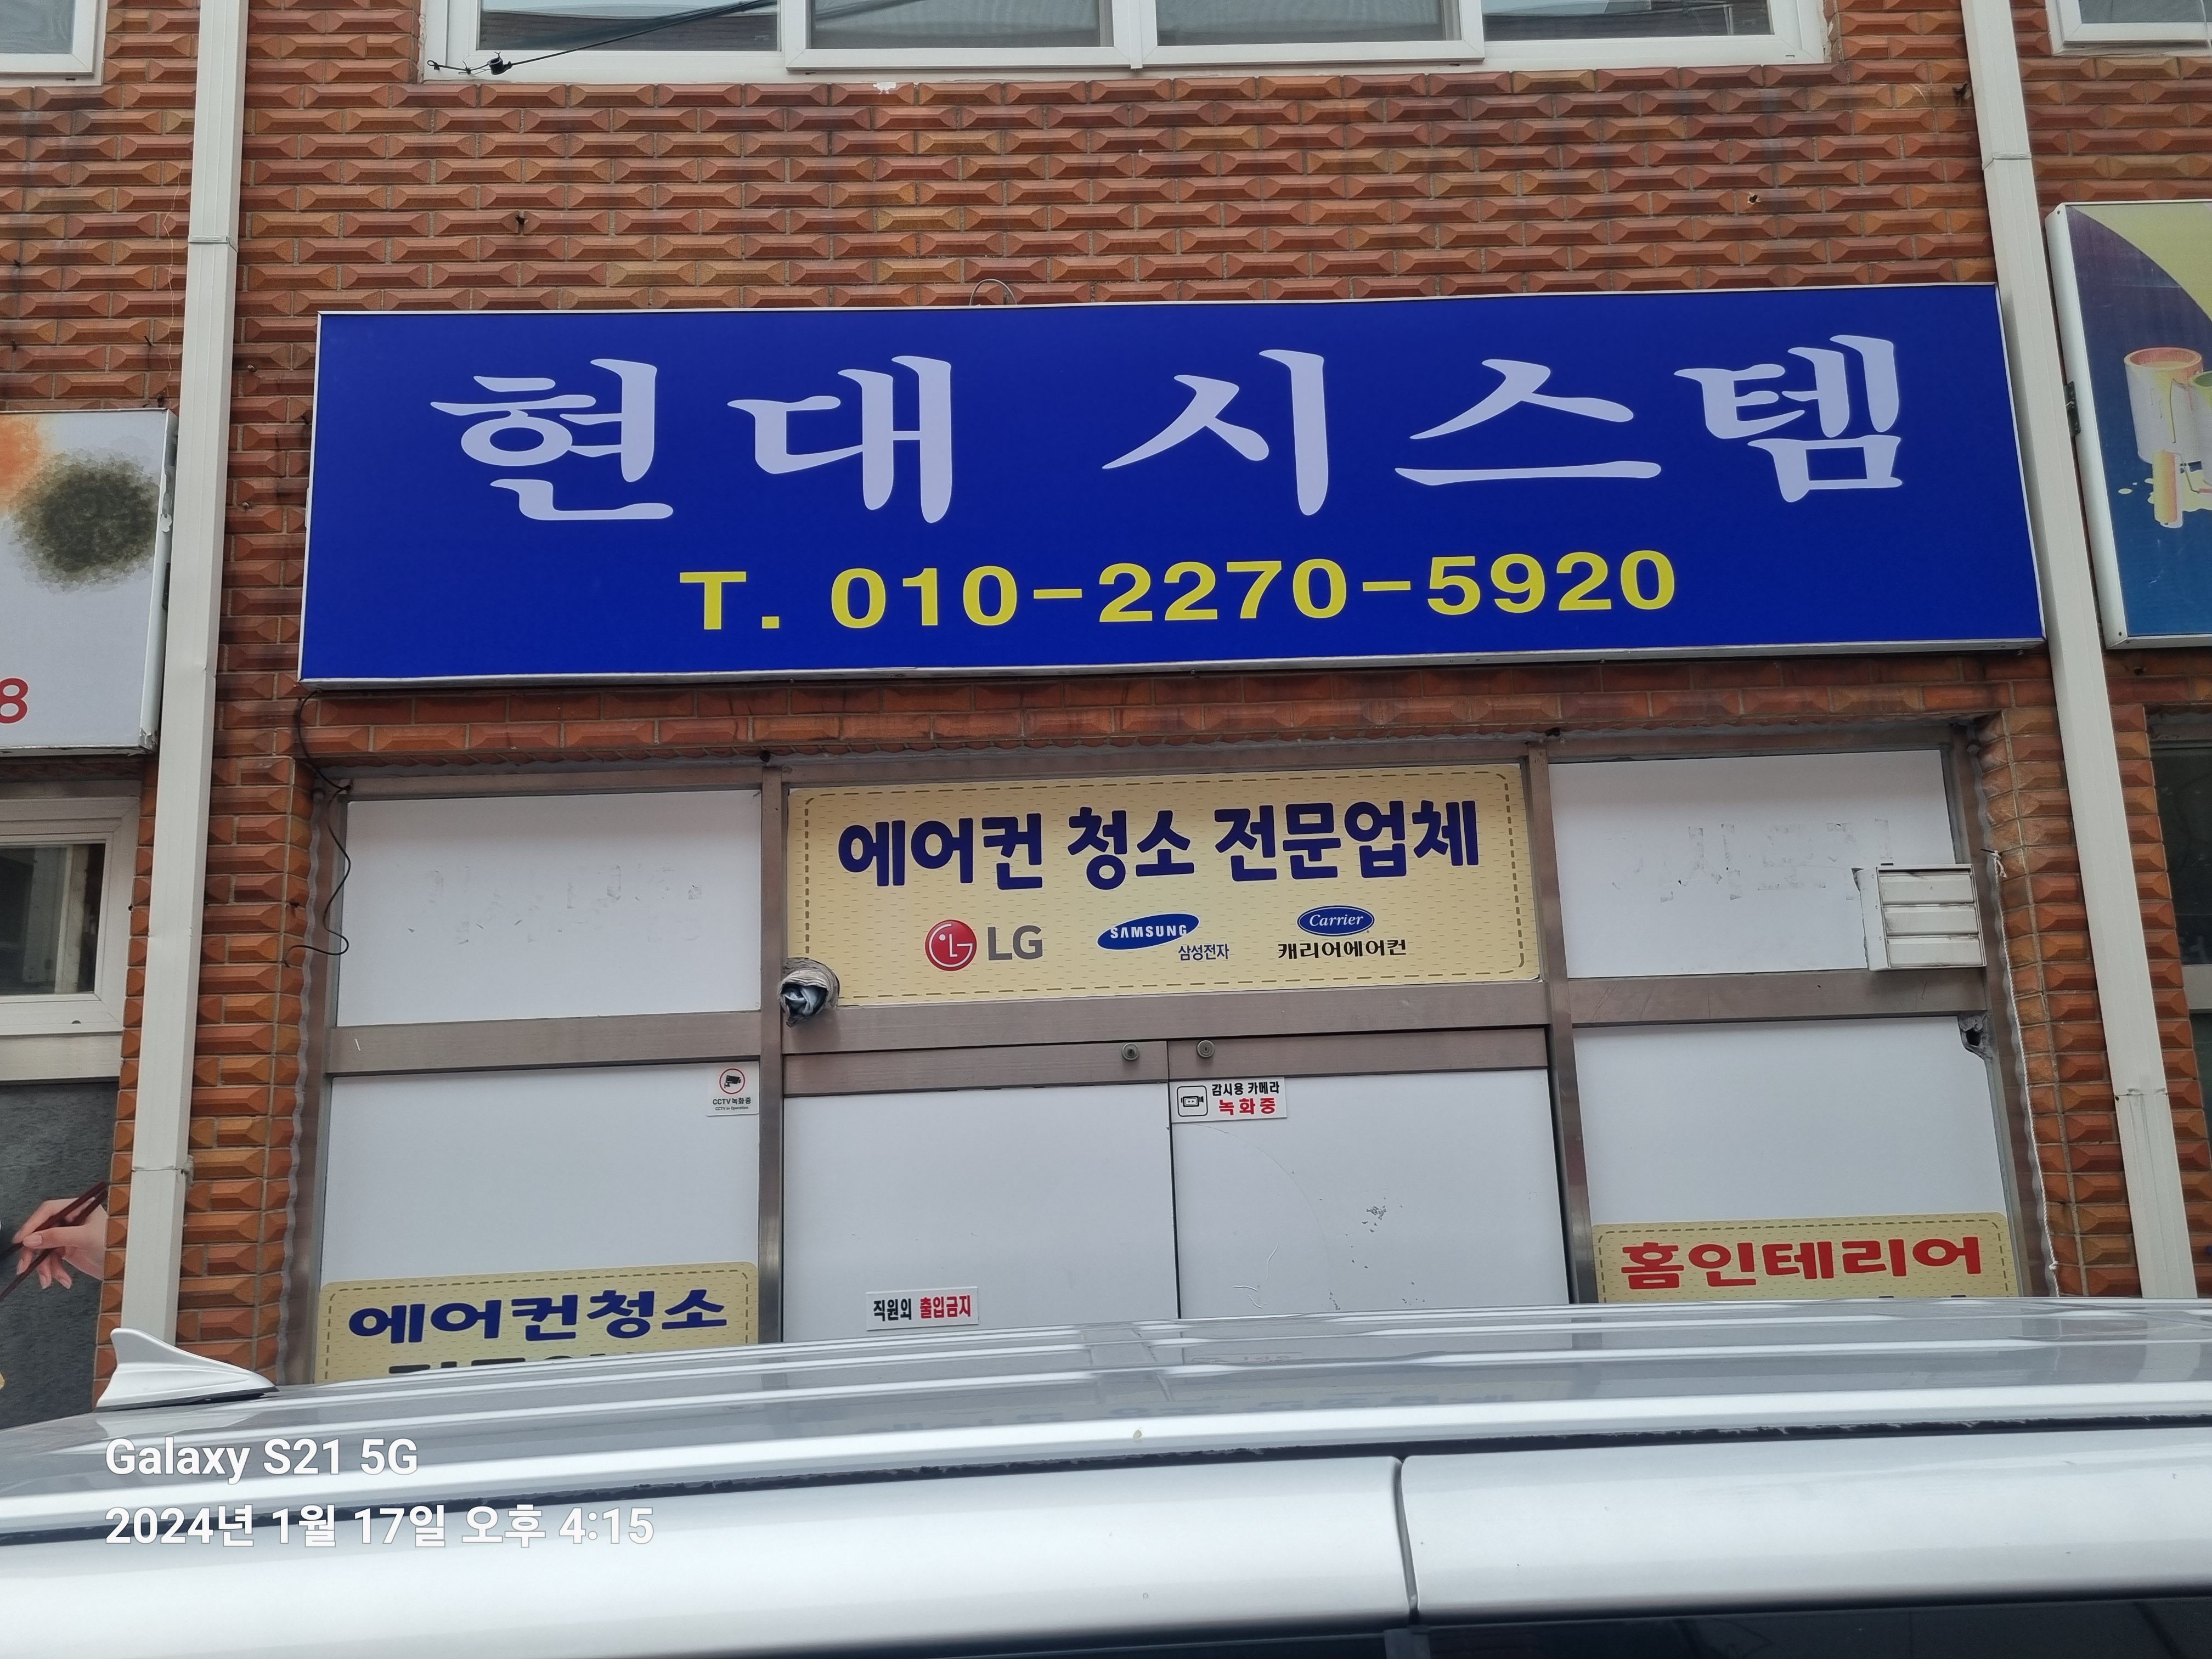 현대 시스템
T. 010-2270-5920
8
에어컨 청소 전문업체
LG
SAMSUNG
삼성전자
Carrier
캐리어에어컨
CCTV 녹화중
CCTV in Operation
감시용 카메라
녹화중
직원외 출입금지
에어컨청소
홈인테리어
Galaxy S21 5G
2024년 1월 17일 오후 4:15